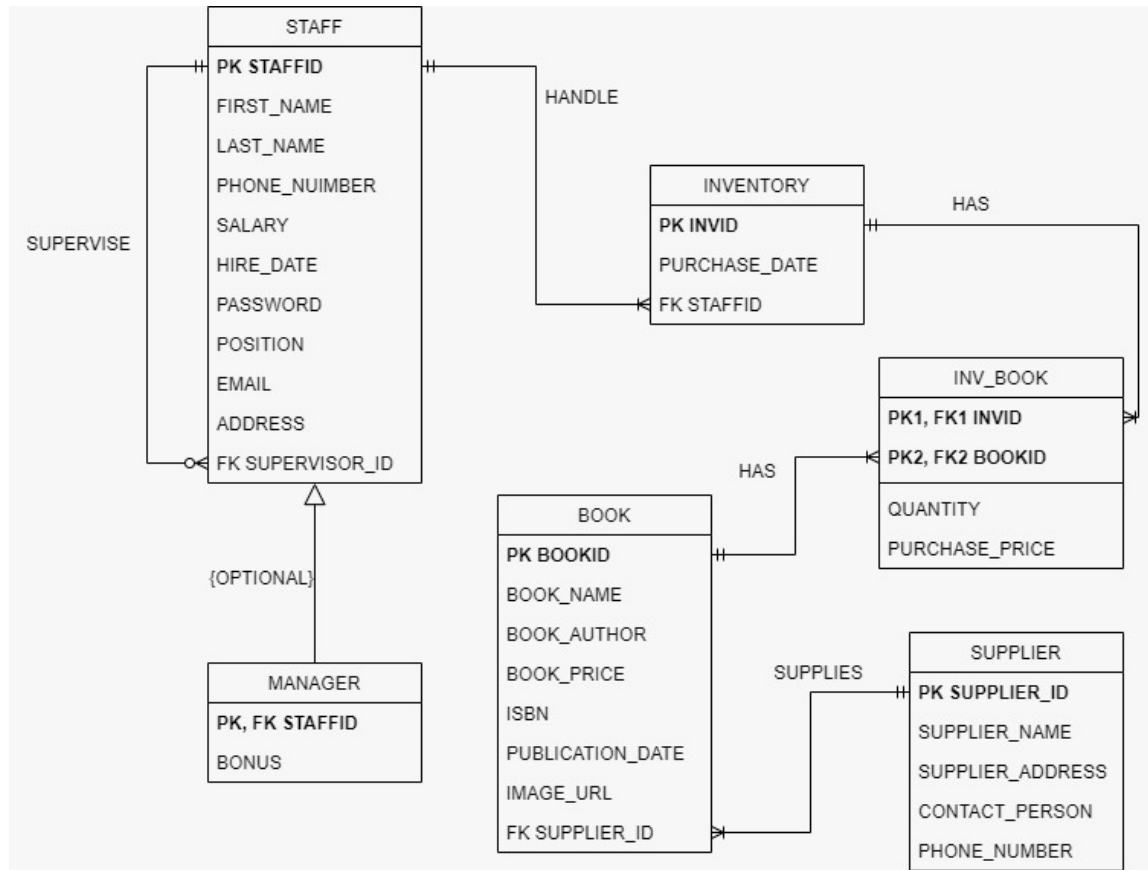 STAFF
PK STAFFID
FIRST_NAME
LAST_NAME
PHONE_NUIMBER
SALARY
HIRE_DATE
PASSWORD
POSITION
EMAIL
ADDRESS
FK SUPERVISOR_ID
SUPERVISE
HANDLE
{OPTIONAL}
MANAGER
PK, FK STAFFID
BONUS
INVENTORY
PK INVID
PURCHASE_DATE
FK STAFFID
HAS
INV_BOOK
PK1, FK1 INVID
PK2, FK2 BOOKID
QUANTITY
PURCHASE_PRICE
HAS
BOOK
PK BOOKID
BOOK_NAME
BOOK_AUTHOR
BOOK_PRICE
ISBN
PUBLICATION_DATE
IMAGE_URL
FK SUPPLIER_ID
SUPPLIES
SUPPLIER
PK SUPPLIER_ID
SUPPLIER_NAME
SUPPLIER_ADDRESS
CONTACT_PERSON
PHONE_NUMBER